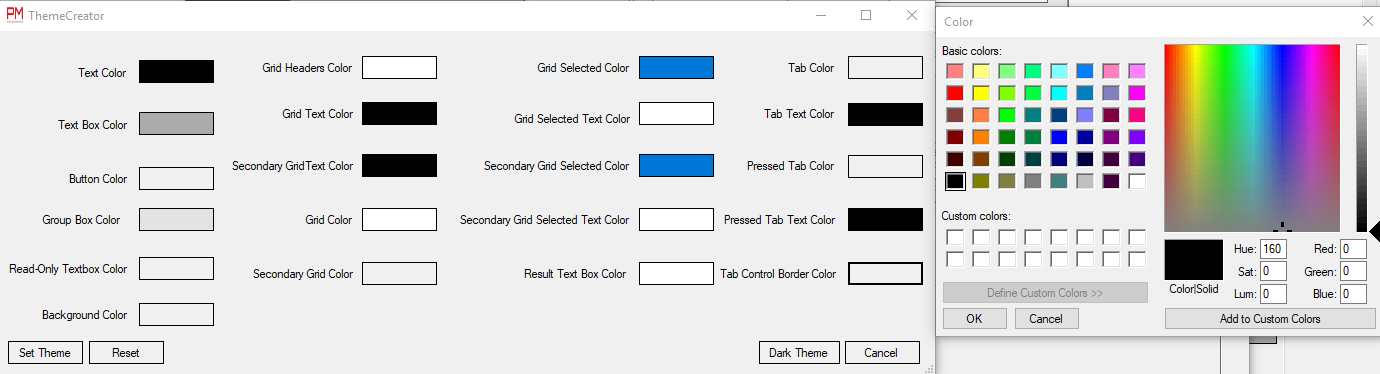 PM ThemeCreator
Text Color
Text Box Color
Button Color
Group Box Color
Read-Only Textbox Color
Background Color
Grid Headers Color
Grid Text Color
Secondary GridText Color
Grid Color
Secondary Grid Color
Grid Selected Color
Grid Selected Text Color
Secondary Grid Selected Color
Secondary Grid Selected Text Color
Result Text Box Color
Tab Color
Tab Text Color
Pressed Tab Color
Pressed Tab Text Color
Tab Control Border Color
Set Theme
Reset
Dark Theme
Cancel
Color
Basic colors:
Custom colors:
Define Custom Colors >>
OK
Cancel
Color|Solid
Hue: 160
Sat: 0
Lum: 0
Red: 0
Green: 0
Blue: 0
Add to Custom Colors